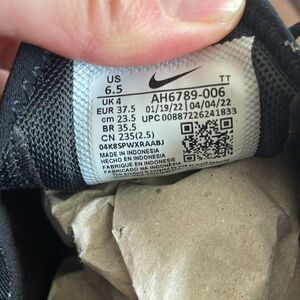 US TT
6.5
UK 4 AH6789-006
EUR 37.5 01/19/22 04/04/22
cm 23.5 UPC 00887226241833
BR 35.5
CN 235(2.5)
04K8SPWXRAABJ
MADE IN INDONESIA
HECHO EN INDONESIA
FABRIQUE EN INDONESIE
FABRICADO NA INDONESIA